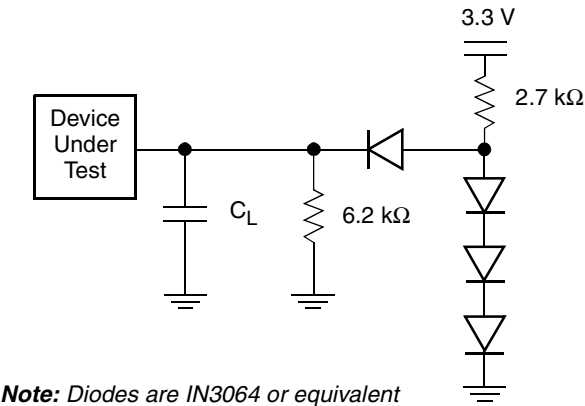 3.3 V
2.7 kΩ
Device
Under
Test
C_L
6.2 kΩ
Note: Diodes are IN3064 or equivalent